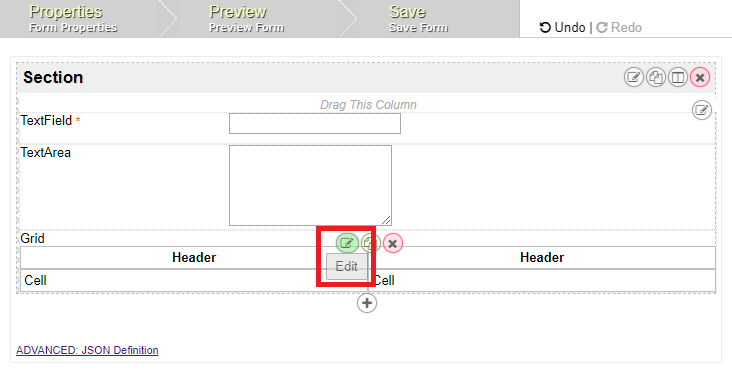 Properties
Form Properties
Preview
Preview Form
Save
Save Form
Undo | Redo
Section
Drag This Column
TextField *
TextArea
Grid
Header
Header
Edit
Cell
Cell
ADVANCED: JSON Definition